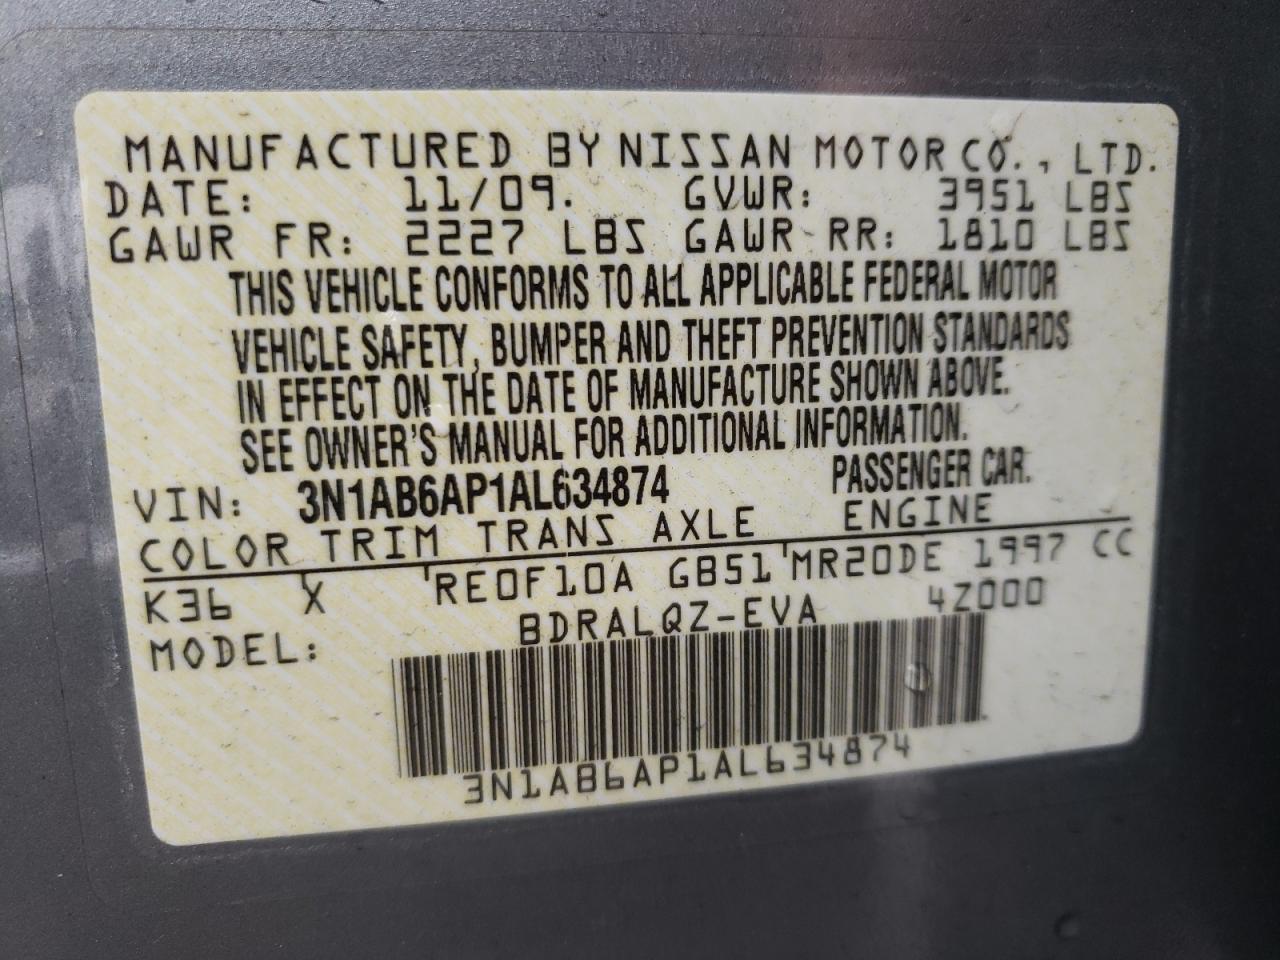 MANUFACTURED BY NISSAN MOTOR CO., LTD.
DATE: 11/09. GVWR: 3951 LBS
GAWR FR: 2227 LBS GAWR RR: 1810 LBS
THIS VEHICLE CONFORMS TO ALL APPLICABLE FEDERAL MOTOR
VEHICLE SAFETY, BUMPER AND THEFT PREVENTION STANDARDS
IN EFFECT ON THE DATE OF MANUFACTURE SHOWN ABOVE.
SEE OWNER'S MANUAL FOR ADDITIONAL INFORMATION.
VIN: 3N1AB6AP1AL634874 PASSENGER CAR.
COLOR TRIM TRANS AXLE ENGINE
K36 X RE0F10A GB51 MR20DE 1997 CC
MODEL: BDRALQZ-EVA 4Z000
3N1AB6AP1AL634874